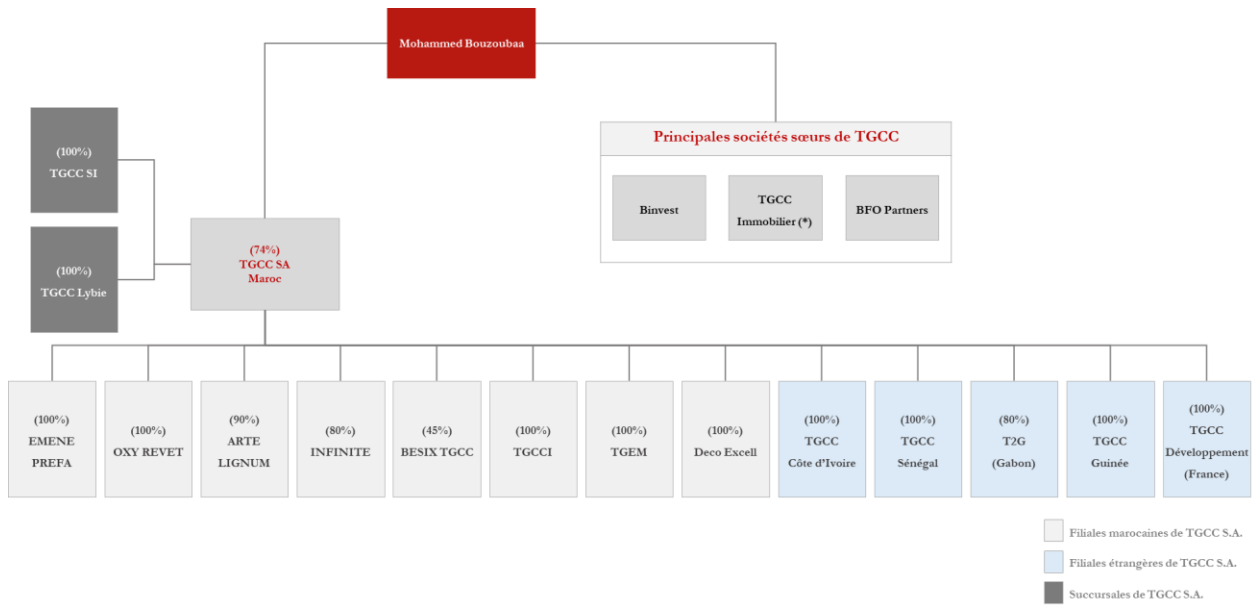 Mohammed Bouzoubaa
(100%)
TGCC SI
(100%)
TGCC Lybie
(74%)
TGCC SA
Maroc
Principales sociétés sœurs de TGCC
Binvest
TGCC
Immobilier (*)
BFO Partners
(100%)
EMENE
PREFA
(100%)
OXY REVET
(90%)
ARTE
LIGNUM
(80%)
INFINITE
(45%)
BESIX TGCC
(100%)
TGCCI
(100%)
TGEM
(100%)
Deco Excell
(100%)
TGCC
Côte d'Ivoire
(100%)
TGCC
Sénégal
(80%)
T2G
(Gabon)
(100%)
TGCC
Guinée
(100%)
TGCC
Développement
(France)
Filiales marocaines de TGCC S.A.
Filiales étrangères de TGCC S.A.
Succursales de TGCC S.A.